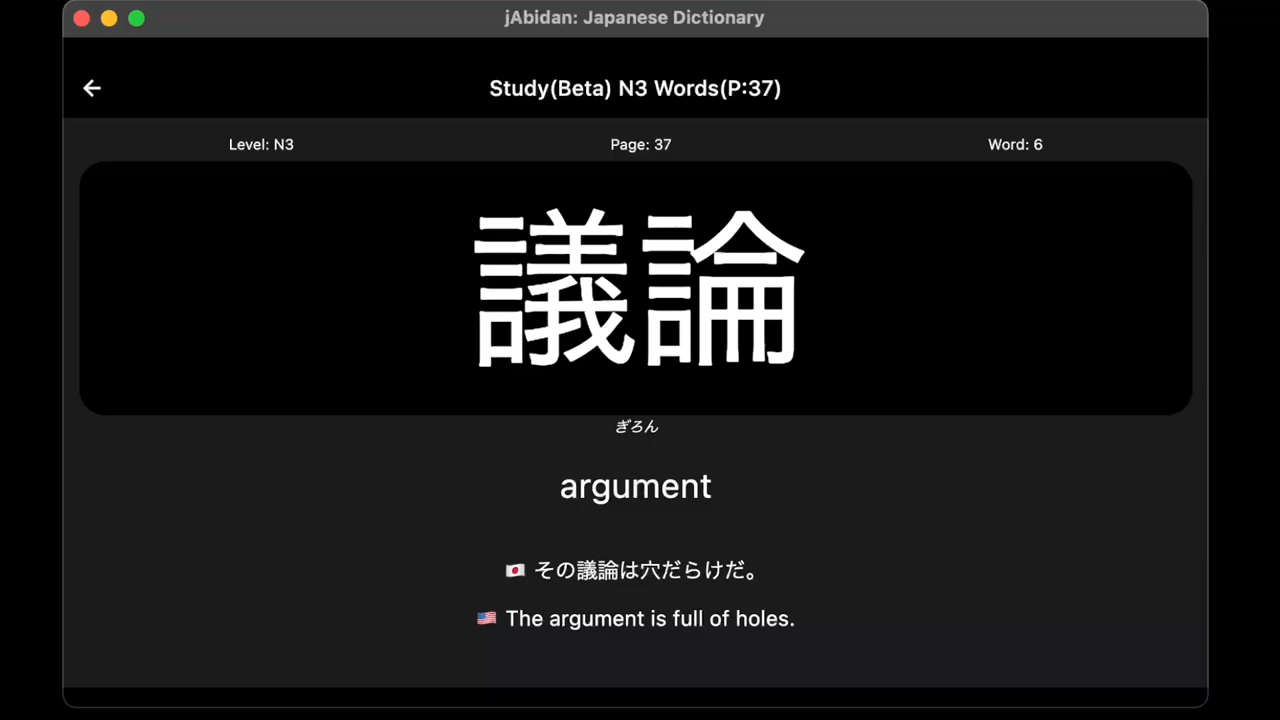 jAbidan: Japanese Dictionary
Study(Beta) N3 Words(P:37)
Level: N3
Page: 37
Word: 6
議論
ぎろん
argument
🇯🇵 その議論は穴だらけだ。
🇺🇸 The argument is full of holes.